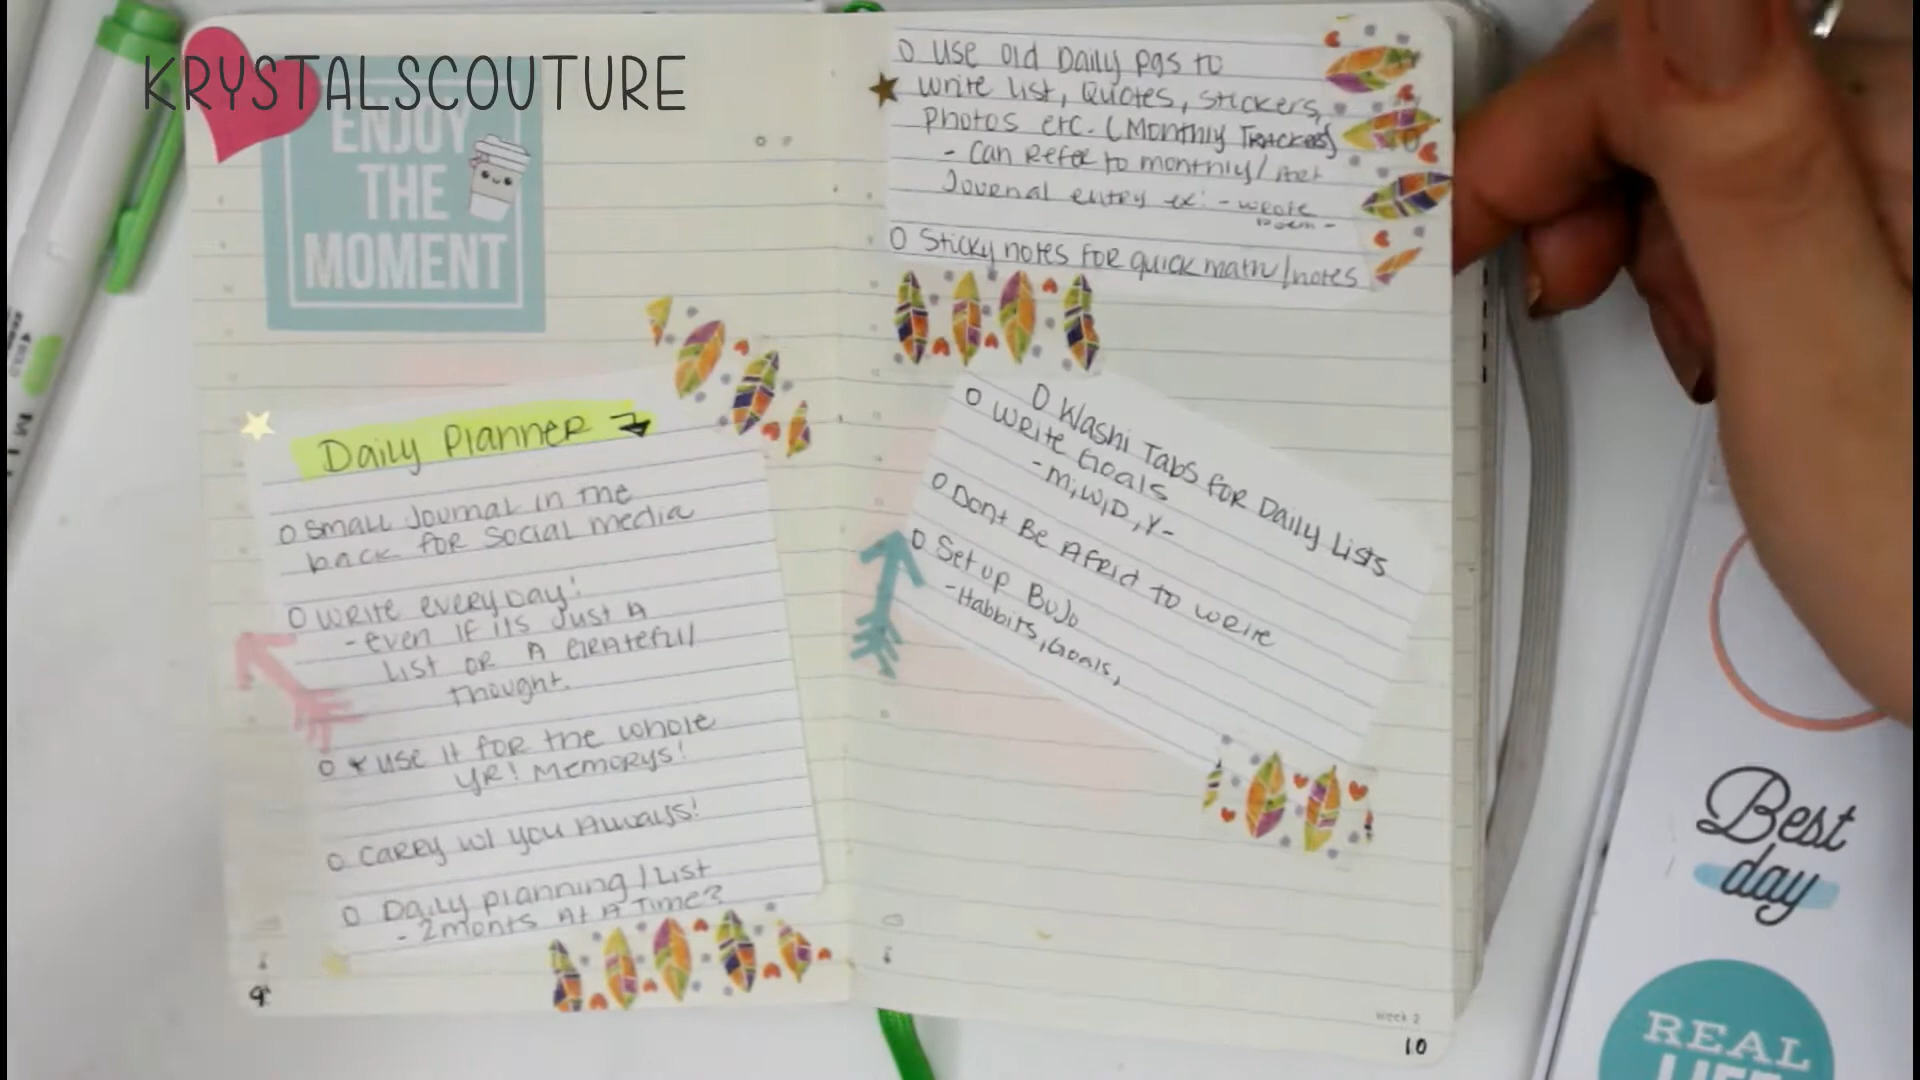 KRYSTALSCOUTURE
ENJOY
THE
MOMENT
Daily Planner
O Small Journal in the
back for Social media
O Write everyday!
- even if its Just A
List or A Grateful/
thought.
O use it for the whole
yr! Memorys!
O Carry w/ you Always!
O Daily planning / List
- 2 monts At A Time?
9
O Use Old Daily pgs to
write list, Quotes, Stickers,
Photos etc. (Monthly Trackers)
- Can Refer to monthly/
Journal entry ex: - wrote
poem -
O Sticky notes for quick math/notes
O Washi Tabs for Daily Lists
O Write Goals
- M, W, D, Y -
O Dont Be Afrid to write
O Set up BuJo
- Habbits, Goals,
week 2
10
Best
day
REAL
LIFE